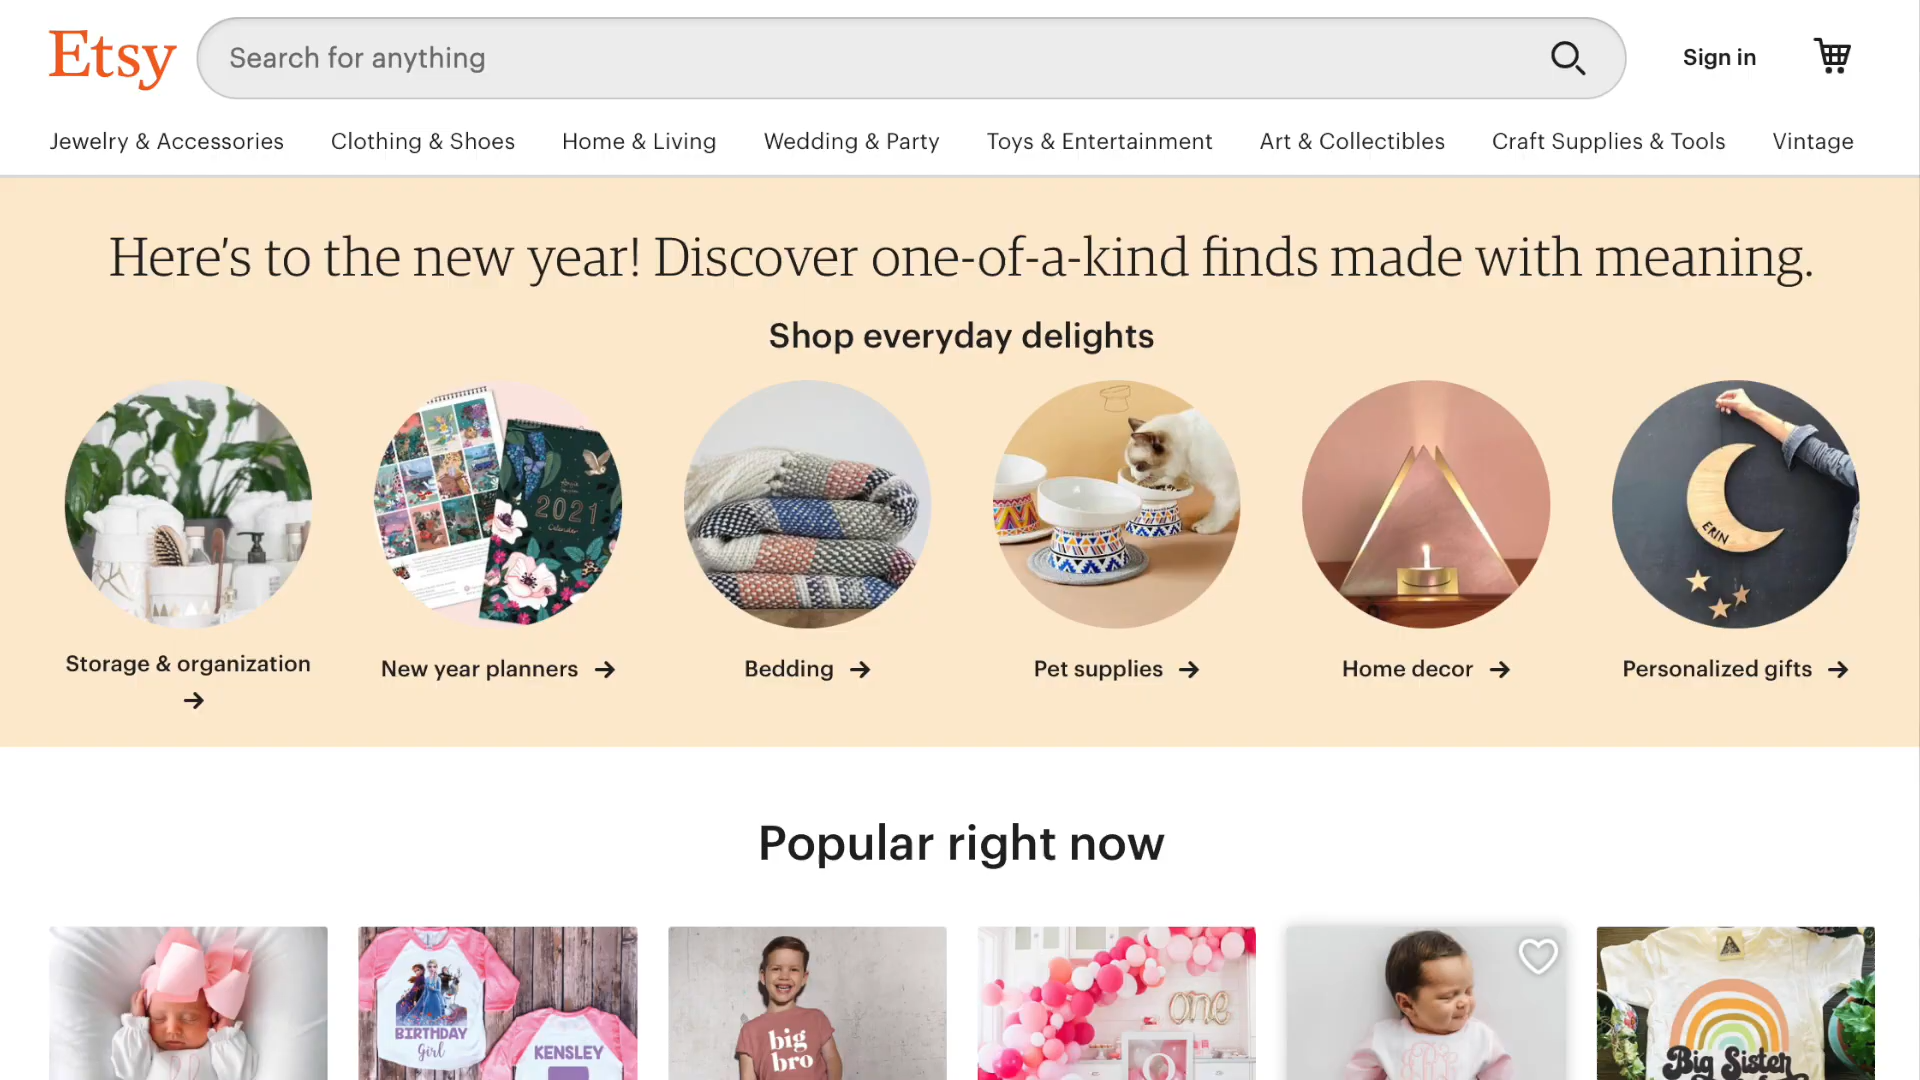 Etsy
Search for anything
Sign in
Jewelry & Accessories
Clothing & Shoes
Home & Living
Wedding & Party
Toys & Entertainment
Art & Collectibles
Craft Supplies & Tools
Vintage
Here's to the new year! Discover one-of-a-kind finds made with meaning.
Shop everyday delights
2021
Calendar
ERIN
Storage & organization
New year planners
Bedding
Pet supplies
Home decor
Personalized gifts
Popular right now
BIRTHDAY
Girl
KENSLEY
big
bro
one
Big Sister